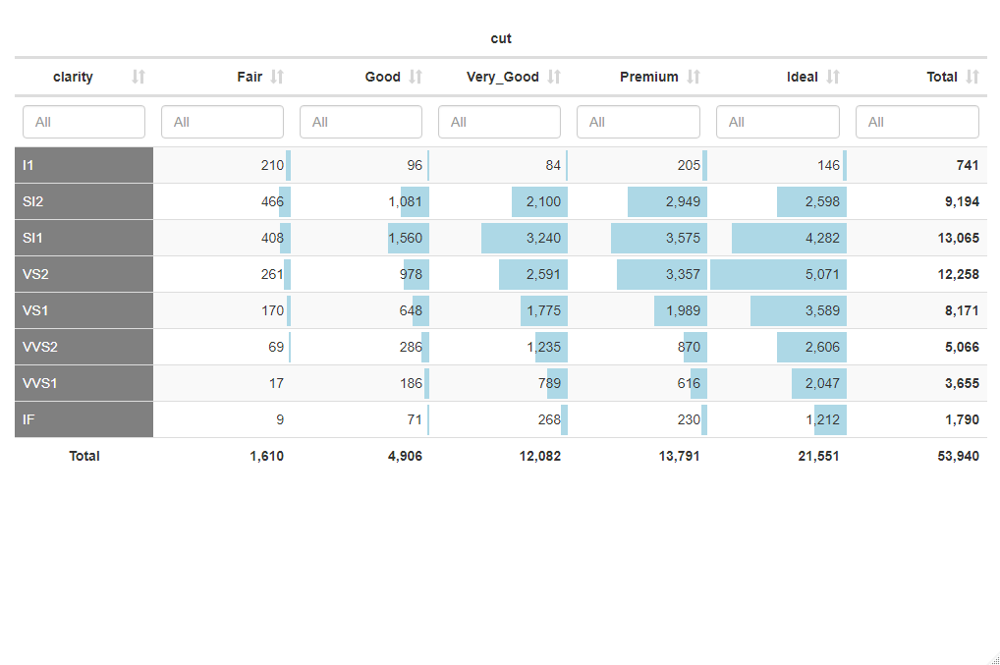 cut
clarity Fair Good Very_Good Premium Ideal Total
All All All All All All All
I1 210 96 84 205 146 741
SI2 466 1,081 2,100 2,949 2,598 9,194
SI1 408 1,560 3,240 3,575 4,282 13,065
VS2 261 978 2,591 3,357 5,071 12,258
VS1 170 648 1,775 1,989 3,589 8,171
VVS2 69 286 1,235 870 2,606 5,066
VVS1 17 186 789 616 2,047 3,655
IF 9 71 268 230 1,212 1,790
Total 1,610 4,906 12,082 13,791 21,551 53,940